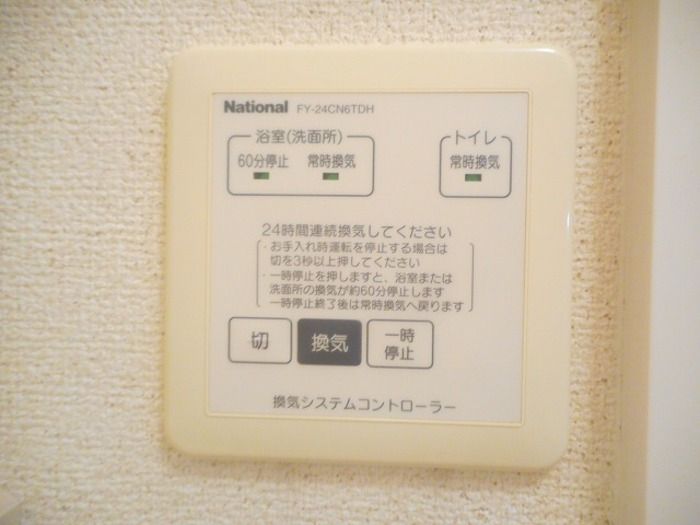 National FY-24CN6TDH
浴室(洗面所) トイレ
60分停止 常時換気 常時換気
24時間連続換気してください
・お手入れ時運転を停止する場合は
切を3秒以上押してください
・一時停止を押しますと、浴室または
洗面所の換気が約60分停止します
一時停止終了後は常時換気へ戻ります
切 換気 一時
停止
換気システムコントローラー